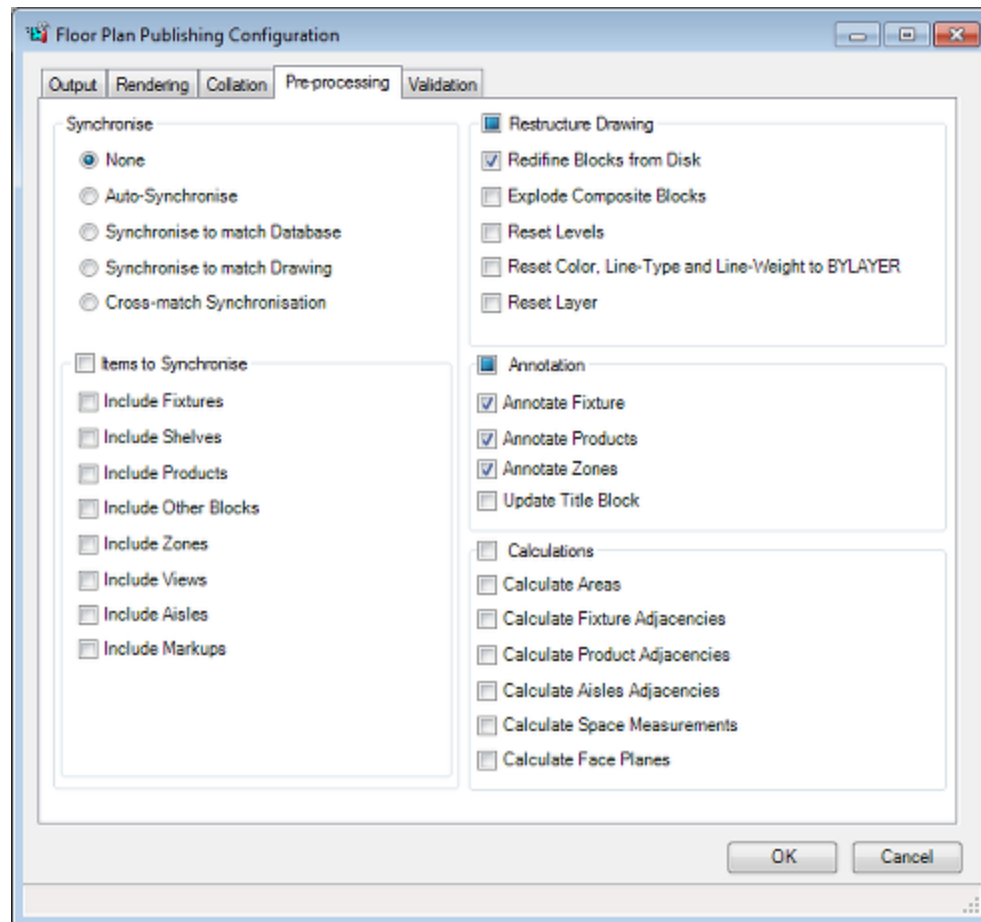 Floor Plan Publishing Configuration
Output Rendering Collation Pre-processing Validation
Synchronise
None
Auto-Synchronise
Synchronise to match Database
Synchronise to match Drawing
Cross-match Synchronisation
Items to Synchronise
Include Fixtures
Include Shelves
Include Products
Include Other Blocks
Include Zones
Include Views
Include Aisles
Include Markups
Restructure Drawing
Redifine Blocks from Disk
Explode Composite Blocks
Reset Levels
Reset Color, Line-Type and Line-Weight to BYLAYER
Reset Layer
Annotation
Annotate Fixture
Annotate Products
Annotate Zones
Update Title Block
Calculations
Calculate Areas
Calculate Fixture Adjacencies
Calculate Product Adjacencies
Calculate Aisles Adjacencies
Calculate Space Measurements
Calculate Face Planes
OK Cancel